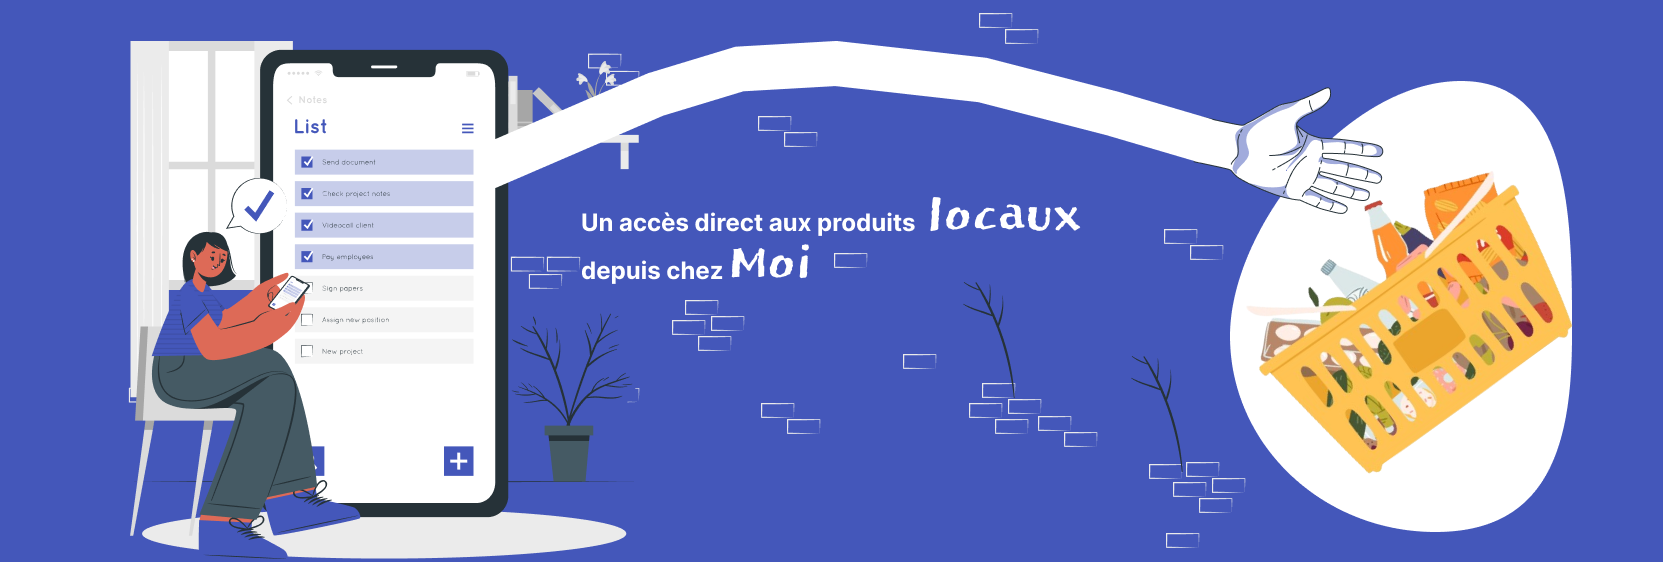 Notes
List
Send document
Check project notes
Videocall client
Pay employees
Sign papers
Assign new position
New project
Un accès direct aux produits locaux
depuis chez Moi